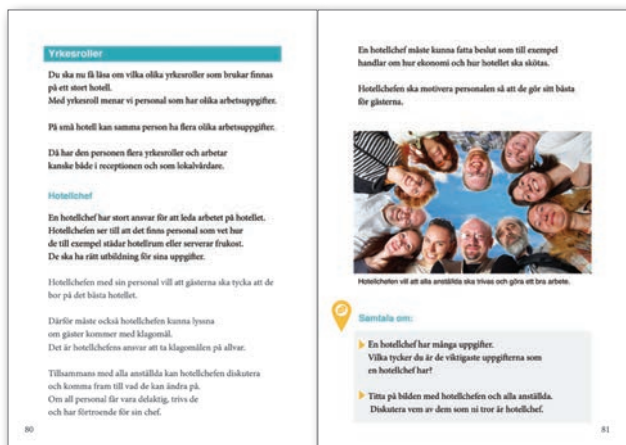 Yrkesroller
Du ska nu få läsa om vilka olika yrkesroller som brukar finnas
på ett stort hotell.
Med yrkesroll menar vi personal som har olika arbetsuppgifter.
På små hotell kan samma person ha flera olika arbetsuppgifter.
Då har den personen flera yrkesroller och arbetar
kanske både i receptionen och som lokalvårdare.
Hotellchef
En hotellchef har stort ansvar för att leda arbetet på hotellet.
Hotellchefen ser till att det finns personal som vet hur
de till exempel städar hotellrum eller serverar frukost.
De ska ha rätt utbildning för sina uppgifter.
Hotellchefen med sin personal vill att gästerna ska tycka att de
bor på det bästa hotellet.
Därför måste också hotellchefen kunna lyssna
om gäster kommer med klagomål.
Det är hotellchefens ansvar att ta klagomålen på allvar.
Tillsammans med alla anställda kan hotellchefen diskutera
och komma fram till vad de kan ändra på.
Om all personal får vara delaktig, trivs de
och har förtroende för sin chef.
80
En hotellchef måste kunna fatta beslut som till exempel
handlar om hur ekonomi och hur hotellet ska skötas.
Hotellchefen ska motivera personalen så att de gör sitt bästa
för gästerna.
Hotellchefen vill att alla anställda ska trivas och göra ett bra arbete.
Samtala om:
En hotellchef har många uppgifter.
Vilka tycker du är de viktigaste uppgifterna som
en hotellchef har?
Titta på bilden med hotellchefen och alla anställda.
Diskutera vem av dem som ni tror är hotellchef.
81